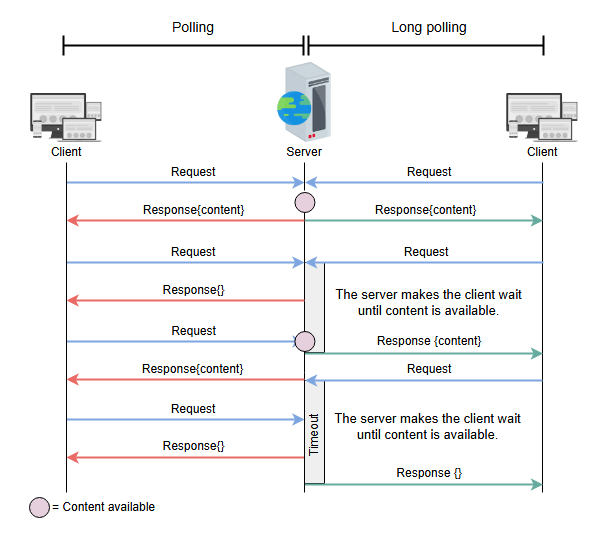 Polling
Long polling
Client
Server
Client
Request
Request
Response{content}
Response{content}
Request
Request
Response{}
The server makes the client wait
until content is available.
Request
Response {content}
Response{content}
Request
Request
Timeout
The server makes the client wait
until content is available.
Response{}
Response {}
= Content available